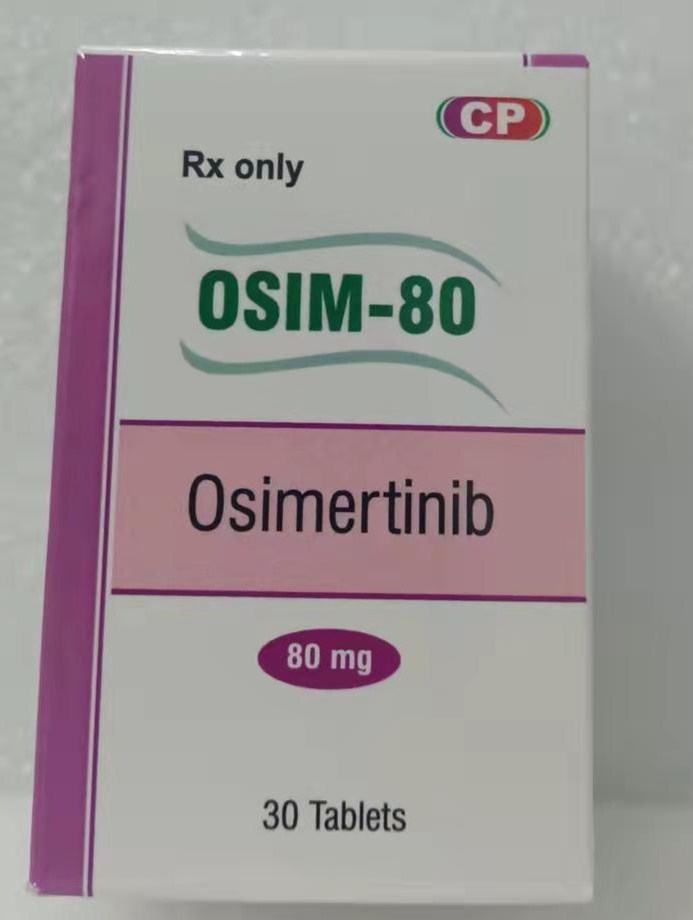 CP
Rx only
OSIM-80
Osimertinib
80 mg
30 Tablets